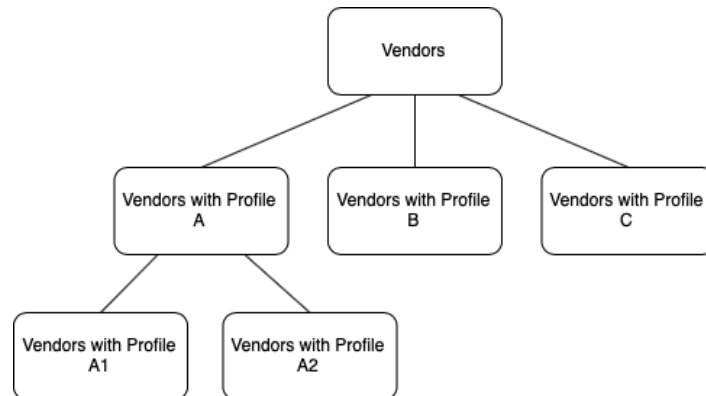 Vendors
Vendors with Profile
A
Vendors with Profile
B
Vendors with Profile
C
Vendors with Profile
A1
Vendors with Profile
A2